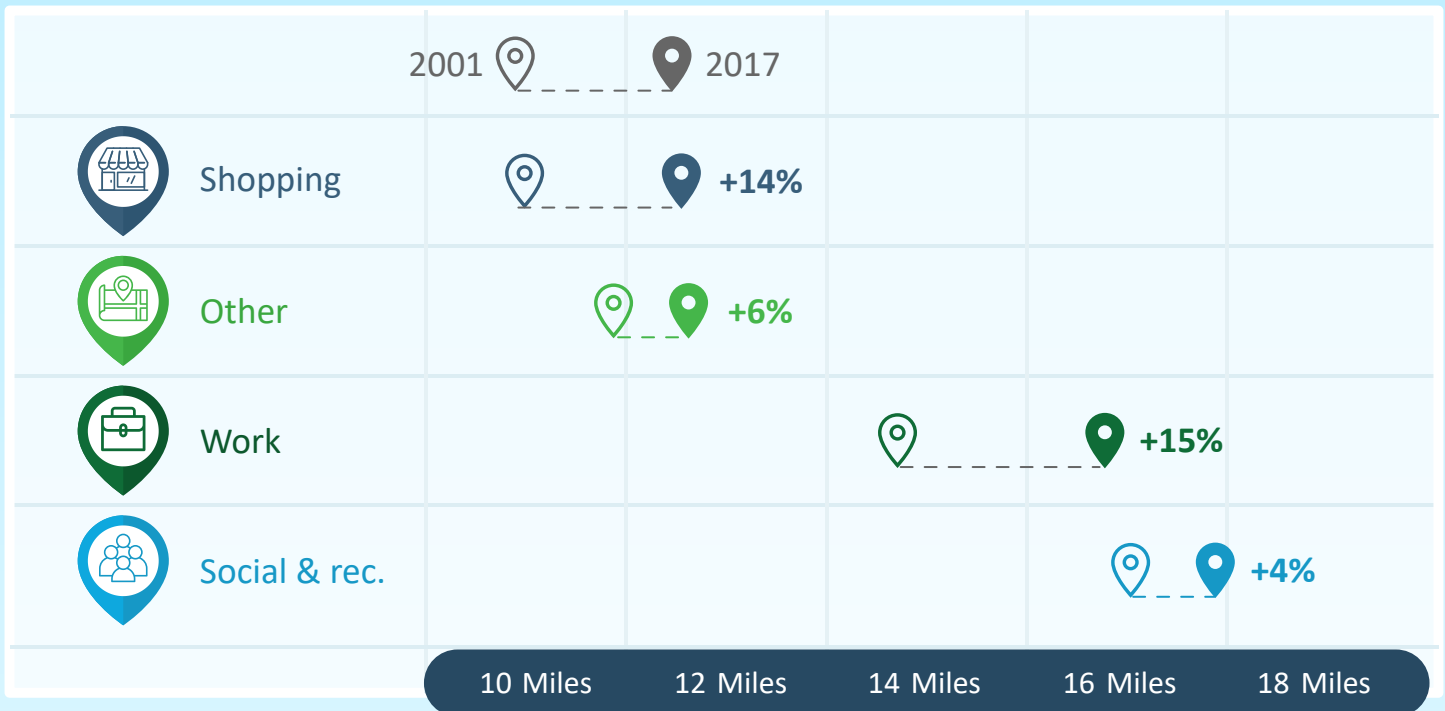 2001 2017
Shopping +14%
Other +6%
Work +15%
Social & rec. +4%
10 Miles 12 Miles 14 Miles 16 Miles 18 Miles